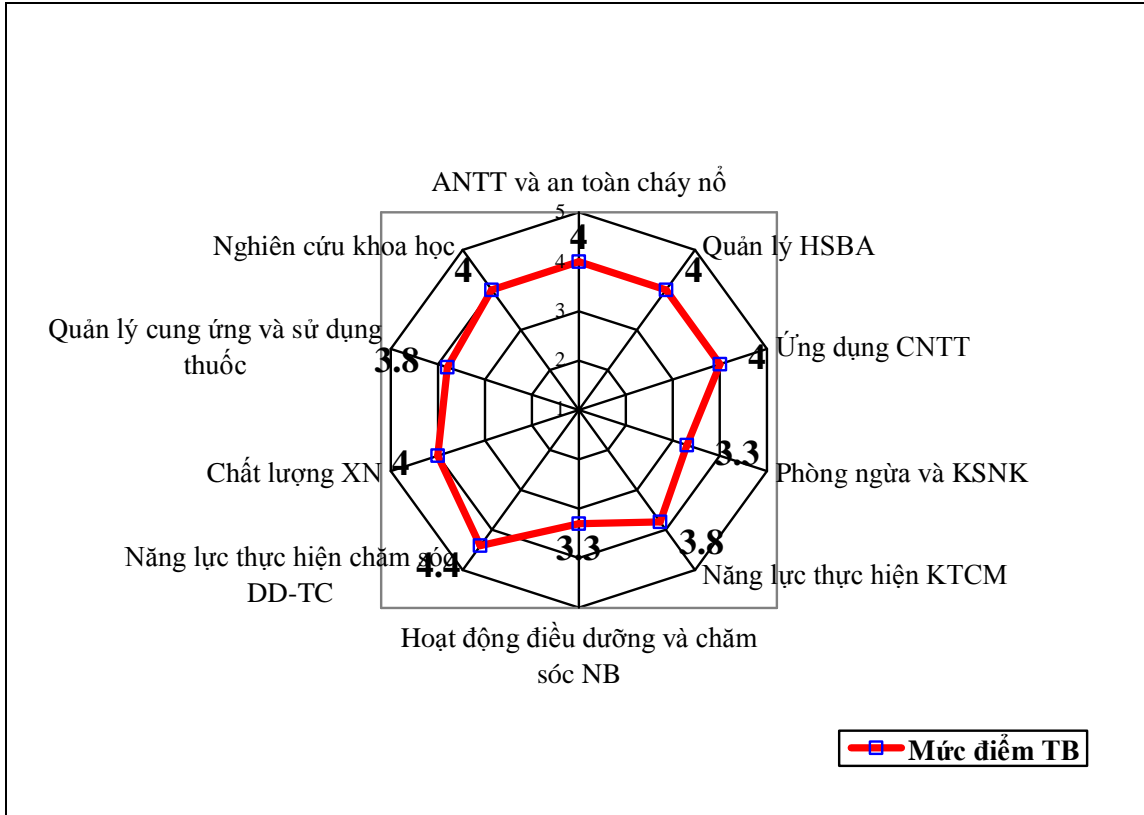 ANTT và an toàn cháy nổ
5
4
Nghiên cứu khoa học
Quản lý HSBA
4
4
4
3
Quản lý cung ứng và sử dụng
thuốc
3.8
Ứng dụng CNTT
4
2
1
Chất lượng XN
4
3.3
Phòng ngừa và KSNK
Năng lực thực hiện chăm sóc
DD-TC
4.4
3.3
3.8
Năng lực thực hiện KTCM
Hoạt động điều dưỡng và chăm
sóc NB
Mức điểm TB